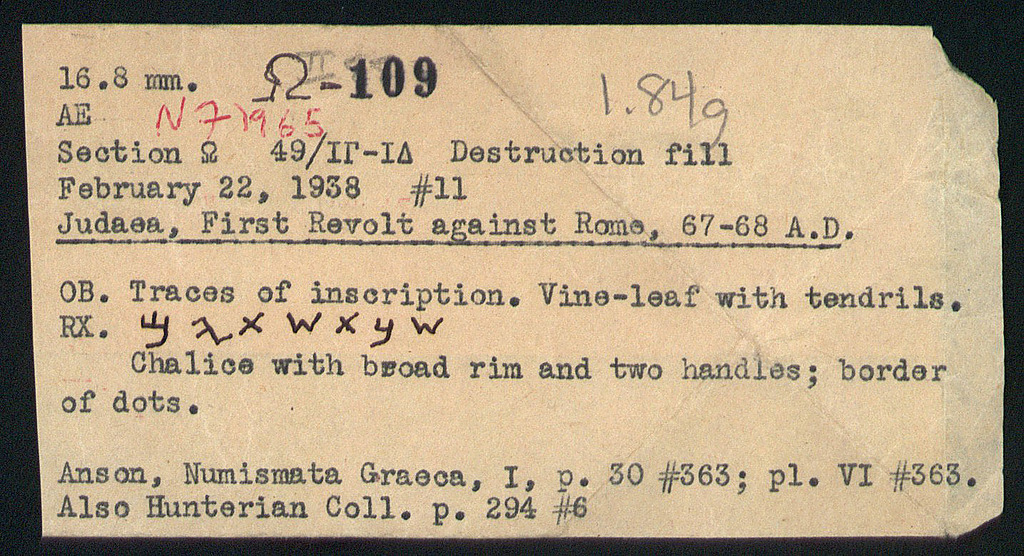 16.8 mm. Ω-109 1.84g
AE N 71965
Section Ω 49/ΙΓ-ΙΔ Destruction fill
February 22, 1938 #11
Judaea, First Revolt against Rome, 67-68 A.D.
OB. Traces of inscription. Vine-leaf with tendrils.
RX.
Chalice with broad rim and two handles; border
of dots.
Anson, Numismata Graeca, I, p. 30 #363; pl. VI #363.
Also Hunterian Coll. p. 294 #6